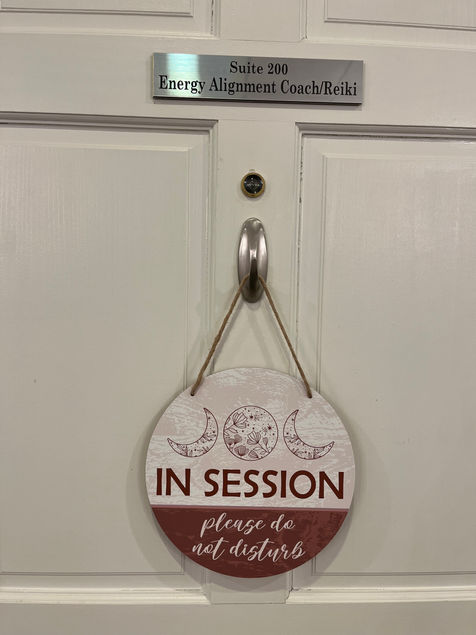 Suite 200
Energy Alignment Coach/Reiki
IN SESSION
please do
not disturb